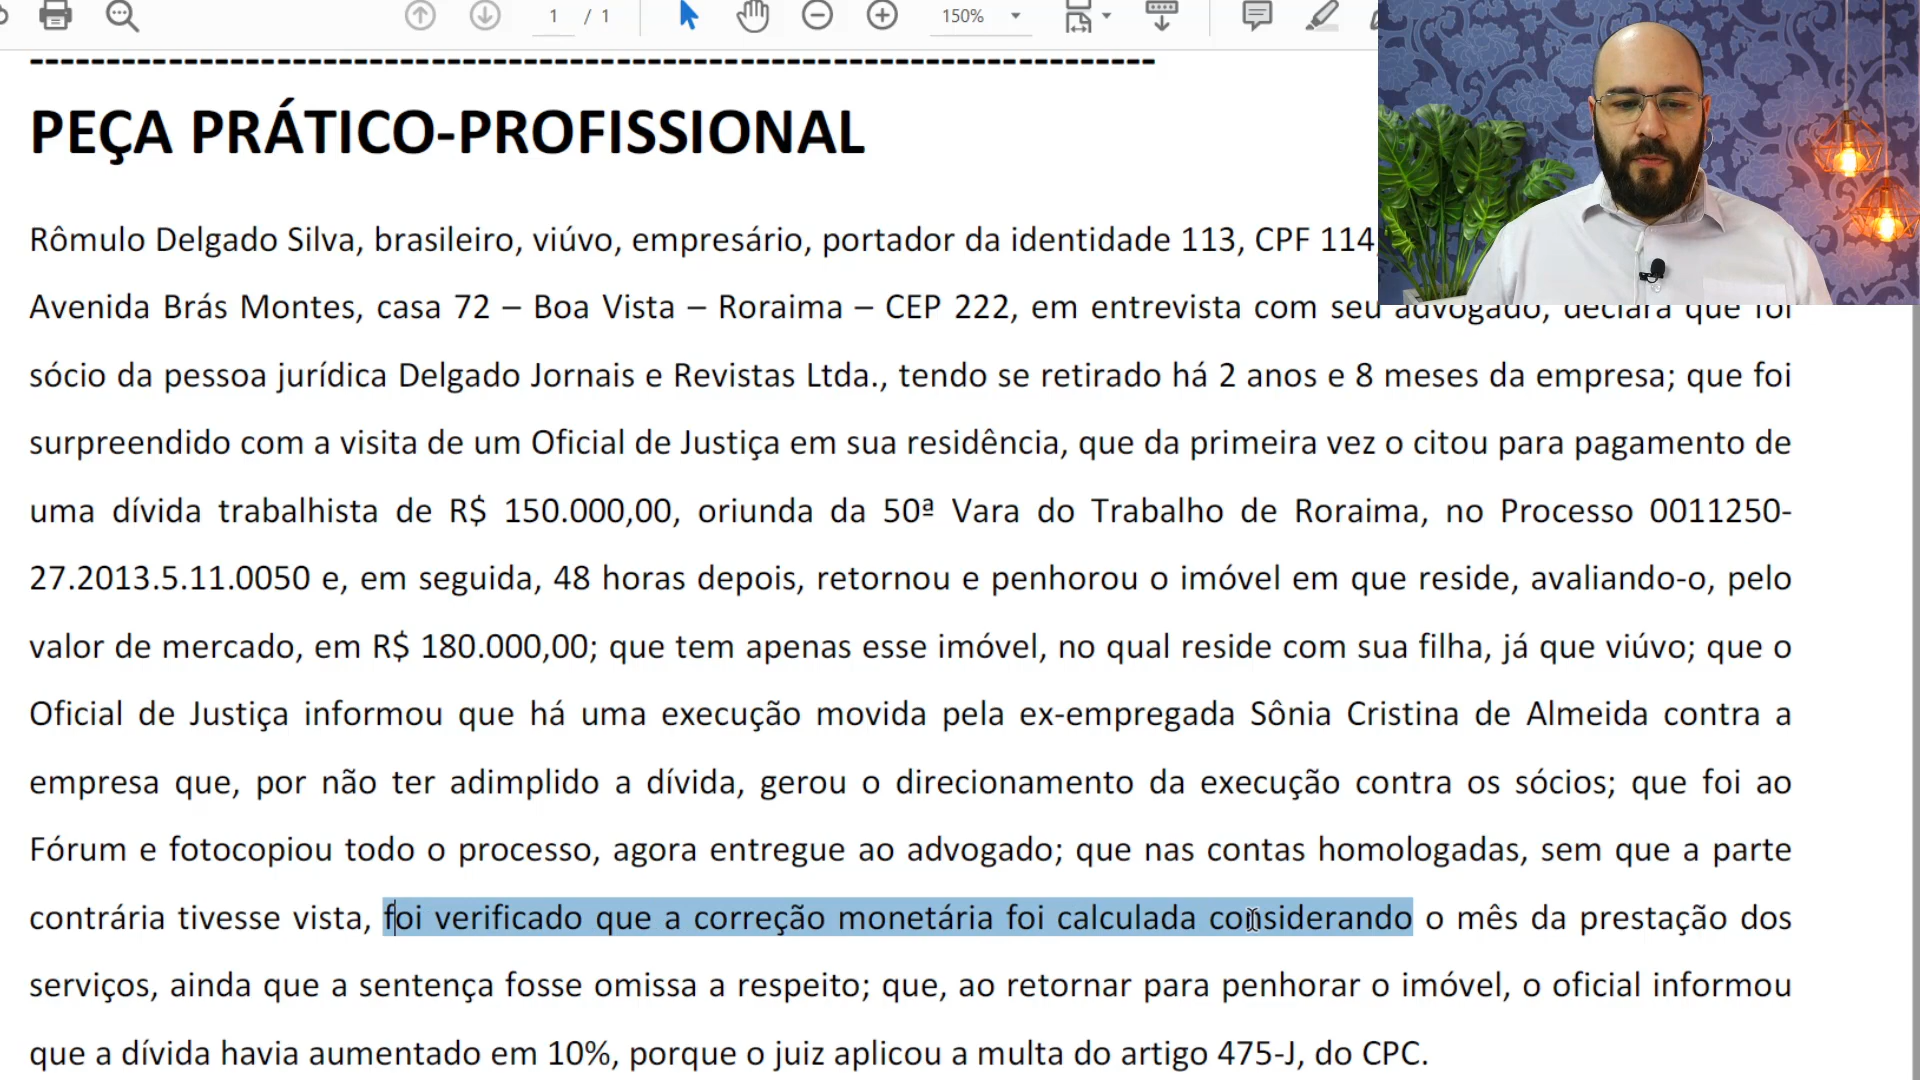 1 / 1
150%
PEÇA PRÁTICO-PROFISSIONAL
Rômulo Delgado Silva, brasileiro, viúvo, empresário, portador da identidade 113, CPF 114,
Avenida Brás Montes, casa 72 – Boa Vista – Roraima – CEP 222, em entrevista com seu advogado, declara que foi
sócio da pessoa jurídica Delgado Jornais e Revistas Ltda., tendo se retirado há 2 anos e 8 meses da empresa; que foi
surpreendido com a visita de um Oficial de Justiça em sua residência, que da primeira vez o citou para pagamento de
uma dívida trabalhista de R$ 150.000,00, oriunda da 50ª Vara do Trabalho de Roraima, no Processo 0011250-
27.2013.5.11.0050 e, em seguida, 48 horas depois, retornou e penhorou o imóvel em que reside, avaliando-o, pelo
valor de mercado, em R$ 180.000,00; que tem apenas esse imóvel, no qual reside com sua filha, já que viúvo; que o
Oficial de Justiça informou que há uma execução movida pela ex-empregada Sônia Cristina de Almeida contra a
empresa que, por não ter adimplido a dívida, gerou o direcionamento da execução contra os sócios; que foi ao
Fórum e fotocopiou todo o processo, agora entregue ao advogado; que nas contas homologadas, sem que a parte
contrária tivesse vista, foi verificado que a correção monetária foi calculada considerando o mês da prestação dos
serviços, ainda que a sentença fosse omissa a respeito; que, ao retornar para penhorar o imóvel, o oficial informou
que a dívida havia aumentado em 10%, porque o juiz aplicou a multa do artigo 475-J, do CPC.